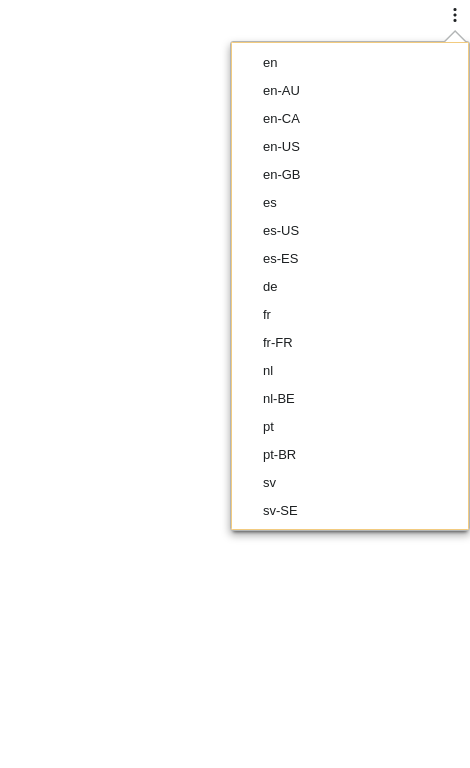 en
en-AU
en-CA
en-US
en-GB
es
es-US
es-ES
de
fr
fr-FR
nl
nl-BE
pt
pt-BR
sv
sv-SE